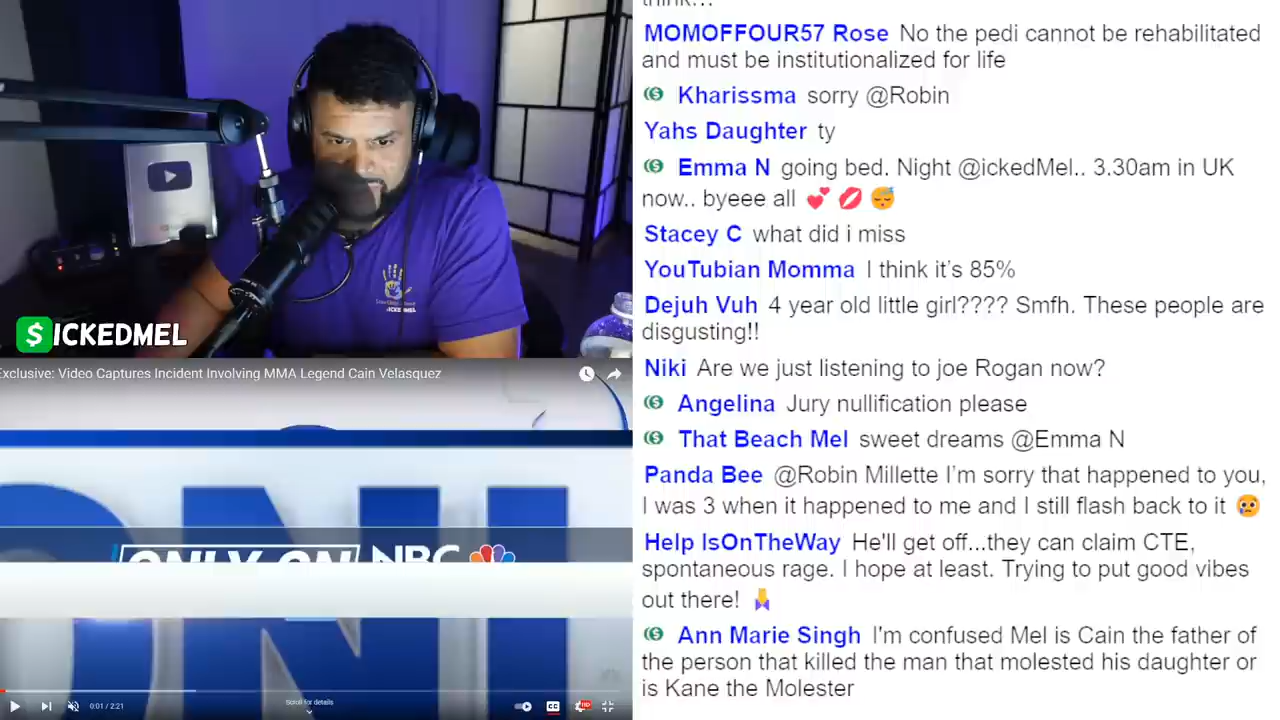 $ICKEDMEL
Exclusive: Video Captures Incident Involving MMA Legend Cain Velasquez
ONLY ON NBC
0:01 / 2:21
Scroll for details
CC
HD
think…
MOMOFFOUR57 Rose No the pedi cannot be rehabilitated
and must be institutionalized for life
Kharissma sorry @Robin
Yahs Daughter ty
Emma N going bed. Night @ickedMel.. 3.30am in UK
now.. byeee all 💕 💋 😴
Stacey C what did i miss
YouTubian Momma I think it's 85%
Dejuh Vuh 4 year old little girl???? Smfh. These people are
disgusting!!
Niki Are we just listening to joe Rogan now?
Angelina Jury nullification please
That Beach Mel sweet dreams @Emma N
Panda Bee @Robin Millette I'm sorry that happened to you,
I was 3 when it happened to me and I still flash back to it 😢
Help IsOnTheWay He'll get off...they can claim CTE,
spontaneous rage. I hope at least. Trying to put good vibes
out there! 🙏
Ann Marie Singh I'm confused Mel is Cain the father of
the person that killed the man that molested his daughter or
is Kane the Molester